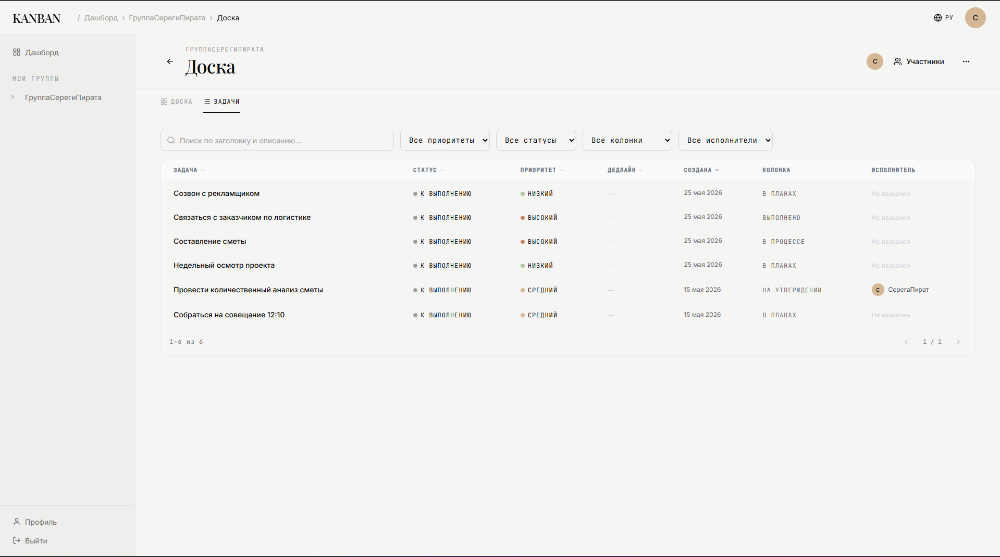 KANBAN / Дашборд › ГруппаСерегиПирата › Доска РУ С
Дашборд
МОИ ГРУППЫ
ГруппаСерегиПирата
ГРУППАСЕРЕГИПИРАТА
Доска
С Участники
ДОСКА ЗАДАЧИ
Поиск по заголовку и описанию... Все приоритеты Все статусы Все колонки Все исполнители
ЗАДАЧА СТАТУС ПРИОРИТЕТ ДЕДЛАЙН СОЗДАНА КОЛОНКА ИСПОЛНИТЕЛЬ
Созвон с рекламщиком К ВЫПОЛНЕНИЮ НИЗКИЙ — 25 мая 2026 В ПЛАНАХ Не назначен
Связаться с заказчиком по логистике К ВЫПОЛНЕНИЮ ВЫСОКИЙ — 25 мая 2026 ВЫПОЛНЕНО Не назначен
Составление сметы К ВЫПОЛНЕНИЮ ВЫСОКИЙ — 25 мая 2026 В ПРОЦЕССЕ Не назначен
Недельный осмотр проекта К ВЫПОЛНЕНИЮ НИЗКИЙ — 25 мая 2026 В ПЛАНАХ Не назначен
Провести количественный анализ сметы К ВЫПОЛНЕНИЮ СРЕДНИЙ — 15 мая 2026 НА УТВЕРЖДЕНИИ С СерегаПират
Собраться на совещание 12:10 К ВЫПОЛНЕНИЮ СРЕДНИЙ — 15 мая 2026 В ПЛАНАХ Не назначен
1–6 из 6 1 / 1
Профиль
Выйти